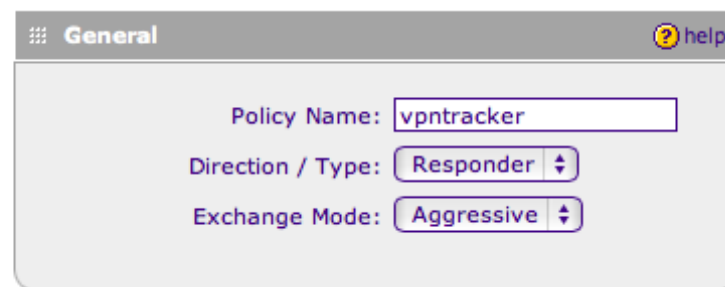 General help
Policy Name: vpntracker
Direction / Type: Responder
Exchange Mode: Aggressive